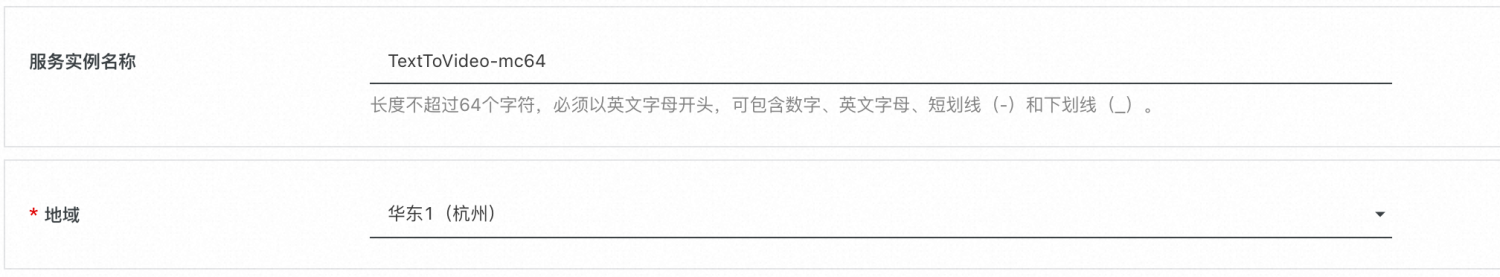 服务实例名称
TextToVideo-mc64
长度不超过64个字符，必须以英文字母开头，可包含数字、英文字母、短划线（-）和下划线（_）。
* 地域
华东1（杭州）